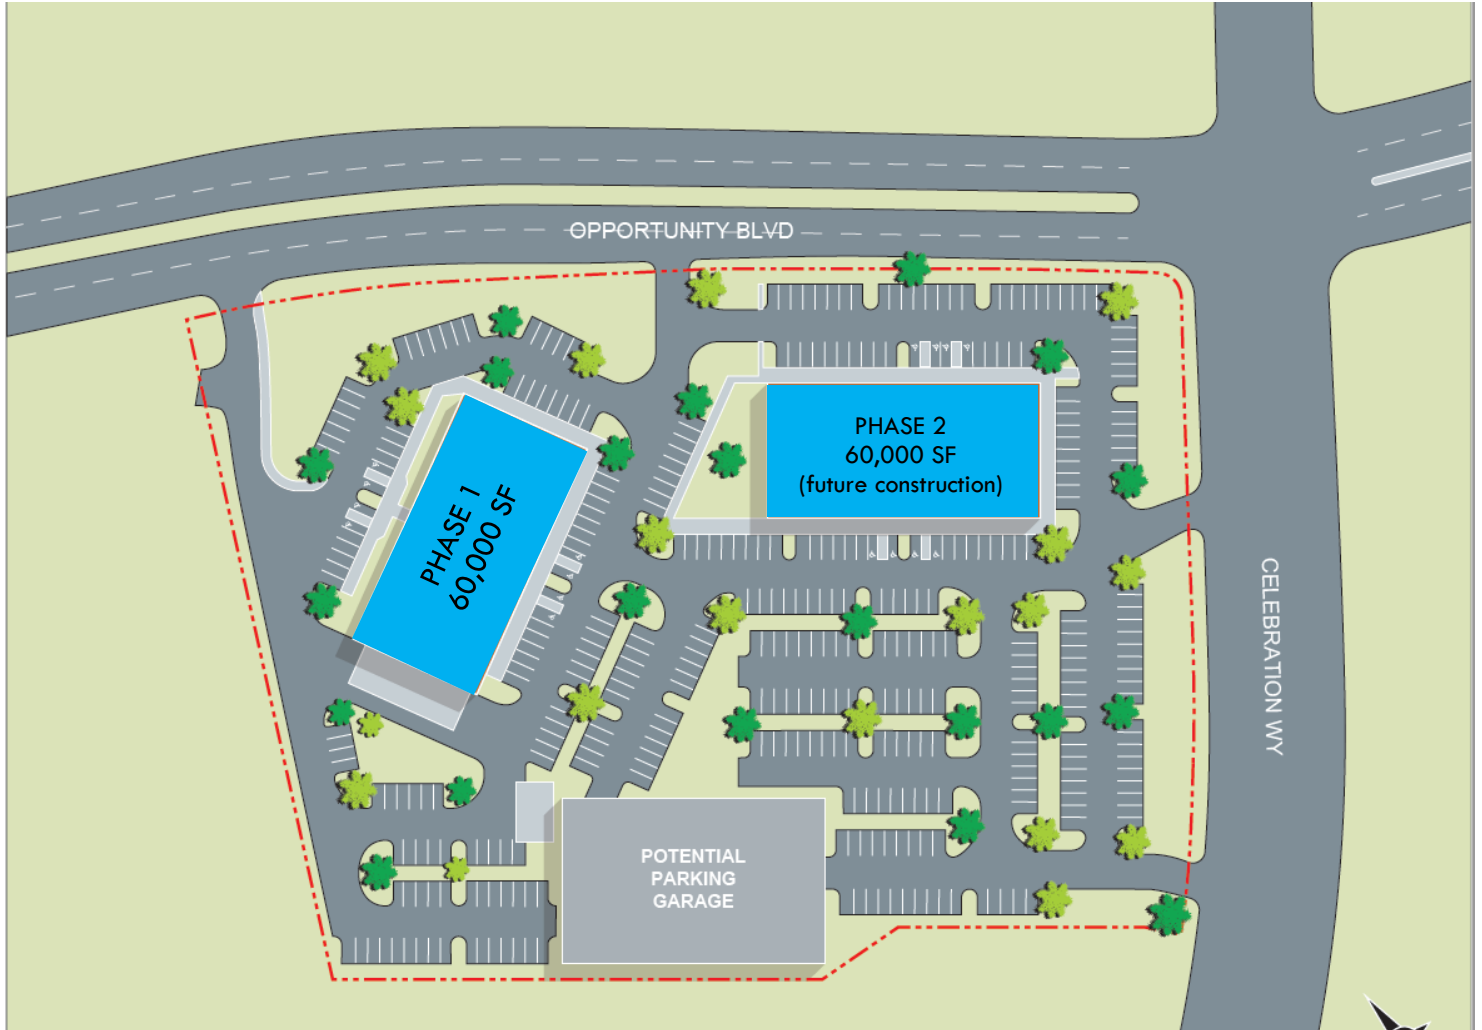 OPPORTUNITY BLVD
PHASE 1
60,000 SF
PHASE 2
60,000 SF
(future construction)
CELEBRATION WY
POTENTIAL
PARKING
GARAGE